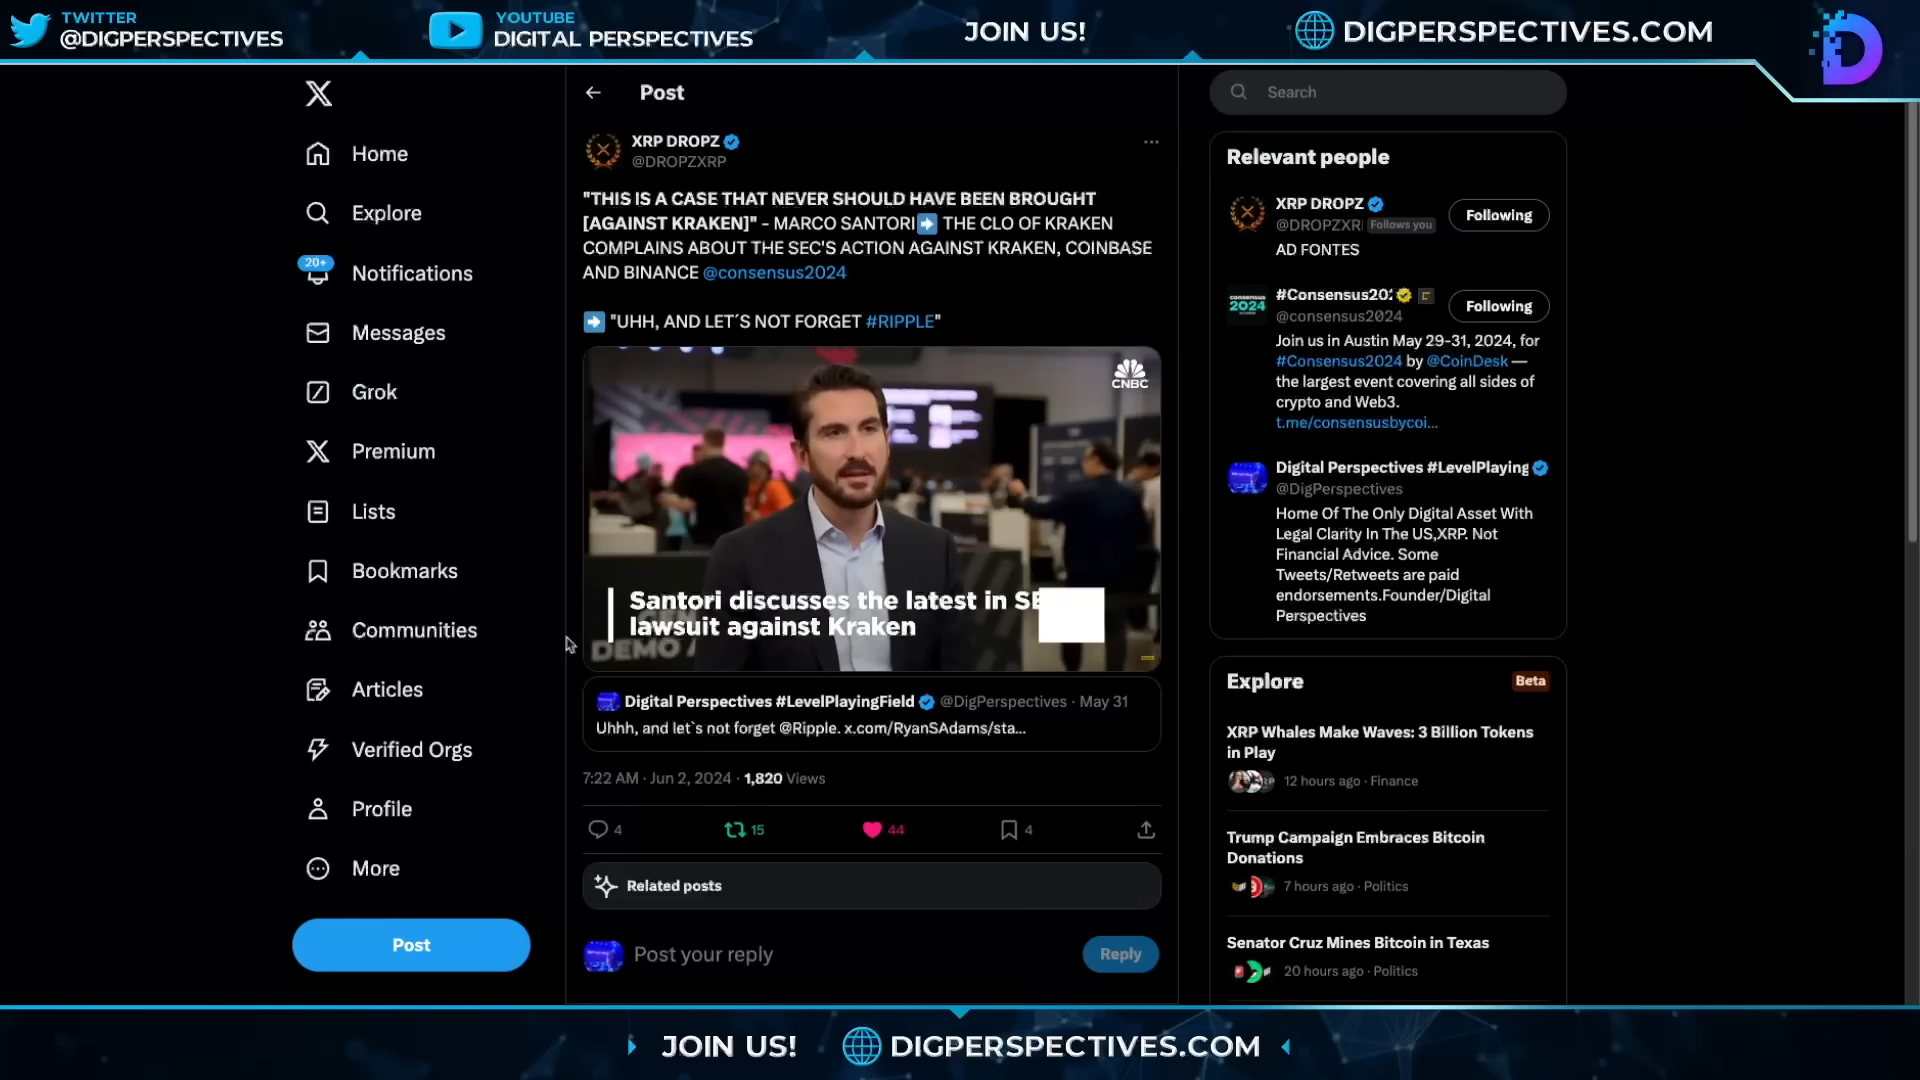 TWITTER
@DIGPERSPECTIVES
YOUTUBE
DIGITAL PERSPECTIVES
JOIN US!
DIGPERSPECTIVES.COM
Home
Explore
20+
Notifications
Messages
Grok
Premium
Lists
Bookmarks
Communities
Articles
Verified Orgs
Profile
More
Post
Post
XRP DROPZ
@DROPZXRP
"THIS IS A CASE THAT NEVER SHOULD HAVE BEEN BROUGHT
[AGAINST KRAKEN]" - MARCO SANTORI➡️ THE CLO OF KRAKEN
COMPLAINS ABOUT THE SEC'S ACTION AGAINST KRAKEN, COINBASE
AND BINANCE @consensus2024
➡️ "UHH, AND LET´S NOT FORGET #RIPPLE"
CNBC
Santori discusses the latest in SE
lawsuit against Kraken
DEMO
Digital Perspectives #LevelPlayingField @DigPerspectives · May 31
Uhhh, and let`s not forget @Ripple. x.com/RyanSAdams/sta...
7:22 AM · Jun 2, 2024 · 1,820 Views
4 15 44 4
Related posts
Post your reply
Reply
Search
Relevant people
XRP DROPZ
@DROPZXR Follows you
Following
AD FONTES
consensus
2024
#Consensus202
@consensus2024
Following
Join us in Austin May 29-31, 2024, for
#Consensus2024 by @CoinDesk —
the largest event covering all sides of
crypto and Web3.
t.me/consensusbycoi...
Digital Perspectives #LevelPlaying
@DigPerspectives
Home Of The Only Digital Asset With
Legal Clarity In The US,XRP. Not
Financial Advice. Some
Tweets/Retweets are paid
endorsements.Founder/Digital
Perspectives
Explore
Beta
XRP Whales Make Waves: 3 Billion Tokens
in Play
12 hours ago · Finance
Trump Campaign Embraces Bitcoin
Donations
7 hours ago · Politics
Senator Cruz Mines Bitcoin in Texas
20 hours ago · Politics
JOIN US!
DIGPERSPECTIVES.COM